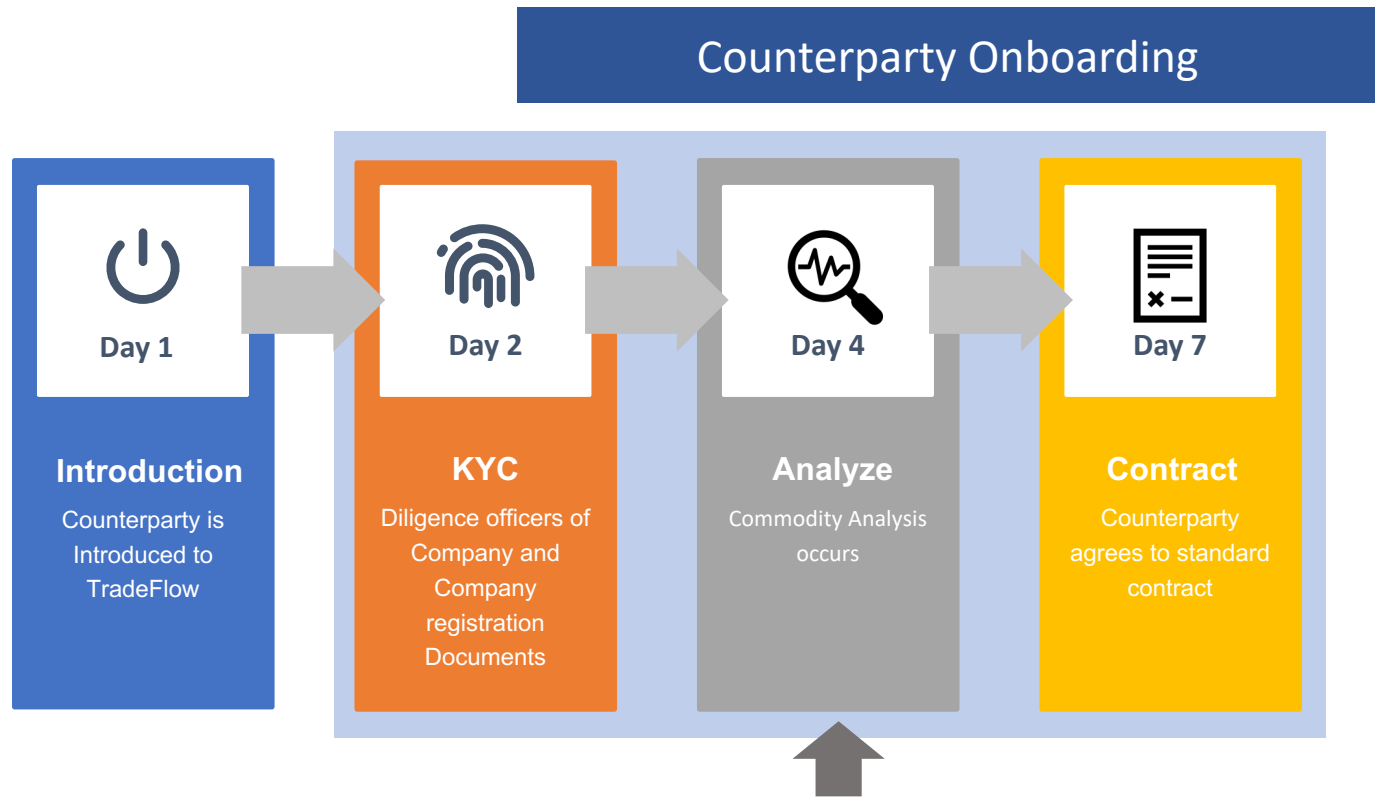 Counterparty Onboarding
Day 1
Introduction
Counterparty is
Introduced to
TradeFlow
Day 2
KYC
Diligence officers of
Company and
Company
registration
Documents
Day 4
Analyze
Commodity Analysis
occurs
Day 7
Contract
Counterparty
agrees to standard
contract